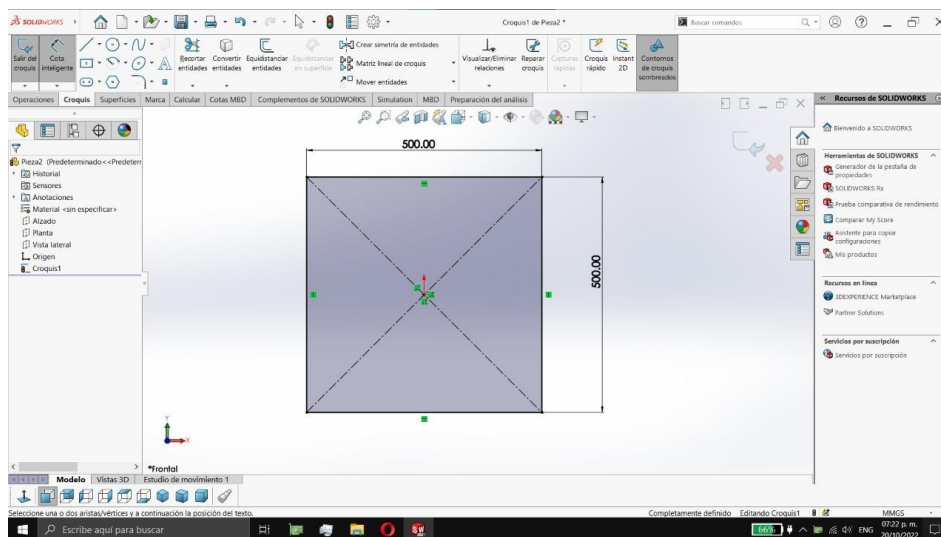 SOLIDWORKS
Croquis1 de Pieza2 *
Buscar comandos
Salir del croquis
Cota inteligente
Recortar entidades
Convertir entidades
Equidistanciar entidades
Equidistanciar en superficie
Crear simetría de entidades
Matriz lineal de croquis
Mover entidades
Visualizar/Eliminar relaciones
Reparar croquis
Capturas rápidas
Croquis rápido
Instant 2D
Contornos de croquis sombreados
Operaciones Croquis Superficies Marca Calcular Cotas MBD Complementos de SOLIDWORKS Simulation MBD Preparación del análisis
Pieza2 (Predeterminado<<Predetern
Historial
Sensores
Anotaciones
Material <sin especificar>
Alzado
Planta
Vista lateral
Origen
Croquis1
500.00
500.00
Y
X
*Frontal
« Recursos de SOLIDWORKS
Bienvenido a SOLIDWORKS
Herramientas de SOLIDWORKS
Generador de la pestaña de
propiedades
SOLIDWORKS Rx
Prueba comparativa de rendimiento
Comparar My Score
Asistente para copiar
configuraciones
Mis productos
Recursos en línea
3DEXPERIENCE Marketplace
Partner Solutions
Servicios por suscripción
Servicios por suscripción
Modelo Vistas 3D Estudio de movimiento 1
Seleccione una o dos aristas/vértices y a continuación la posición del texto.
Completamente definido Editando Croquis1 MMGS
Escribe aquí para buscar
66% ENG 07:22 p. m.
20/10/2022